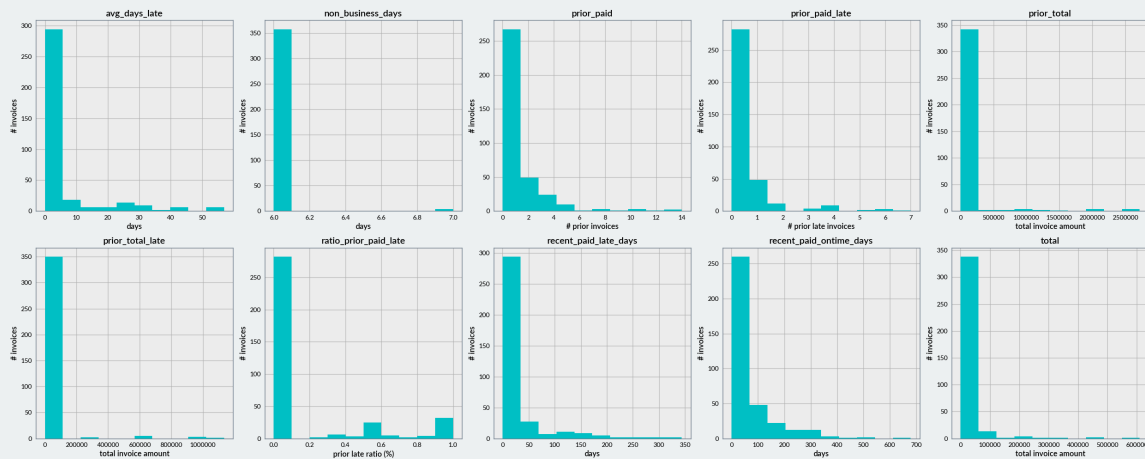 avg_days_late
300
250
200
150
100
50
0
# invoices
0 10 20 30 40 50
days
non_business_days
350
300
250
200
150
100
50
0
# invoices
6.0 6.2 6.4 6.6 6.8 7.0
days
prior_paid
250
200
150
100
50
0
# invoices
0 2 4 6 8 10 12 14
# prior invoices
prior_paid_late
250
200
150
100
50
0
# invoices
0 1 2 3 4 5 6 7
# prior late invoices
prior_total
350
300
250
200
150
100
50
0
# invoices
0 500000 1000000 1500000 2000000 2500000
total invoice amount
prior_total_late
350
300
250
200
150
100
50
0
# invoices
0 200000 400000 600000 800000 1000000
total invoice amount
ratio_prior_paid_late
250
200
150
100
50
0
# invoices
0.0 0.2 0.4 0.6 0.8 1.0
prior late ratio (%)
recent_paid_late_days
300
250
200
150
100
50
0
# invoices
0 50 100 150 200 250 300 350
days
recent_paid_ontime_days
250
200
150
100
50
0
# invoices
0 100 200 300 400 500 600 700
days
total
350
300
250
200
150
100
50
0
# invoices
0 100000 200000 300000 400000 500000
total invoice amount